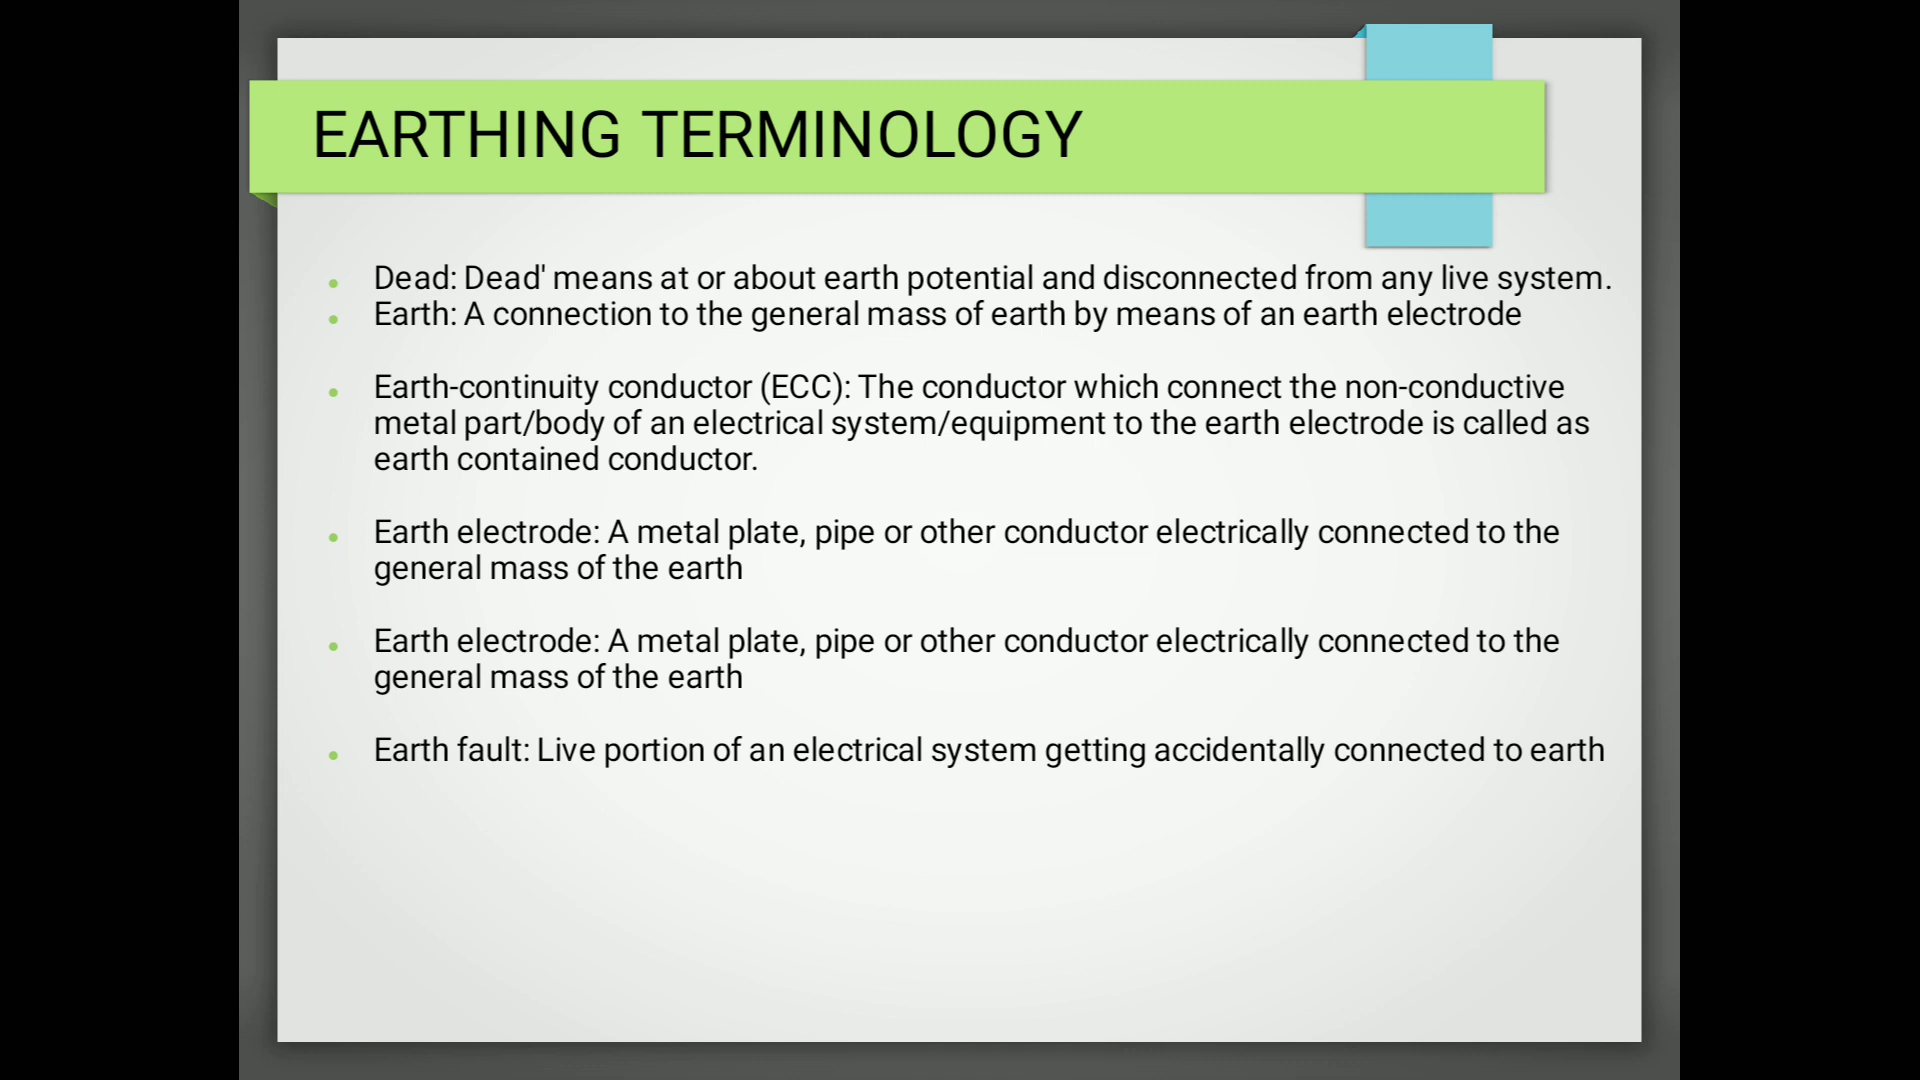 EARTHING TERMINOLOGY
• Dead: Dead' means at or about earth potential and disconnected from any live system.
• Earth: A connection to the general mass of earth by means of an earth electrode
• Earth-continuity conductor (ECC): The conductor which connect the non-conductive
metal part/body of an electrical system/equipment to the earth electrode is called as
earth contained conductor.
• Earth electrode: A metal plate, pipe or other conductor electrically connected to the
general mass of the earth
• Earth electrode: A metal plate, pipe or other conductor electrically connected to the
general mass of the earth
• Earth fault: Live portion of an electrical system getting accidentally connected to earth